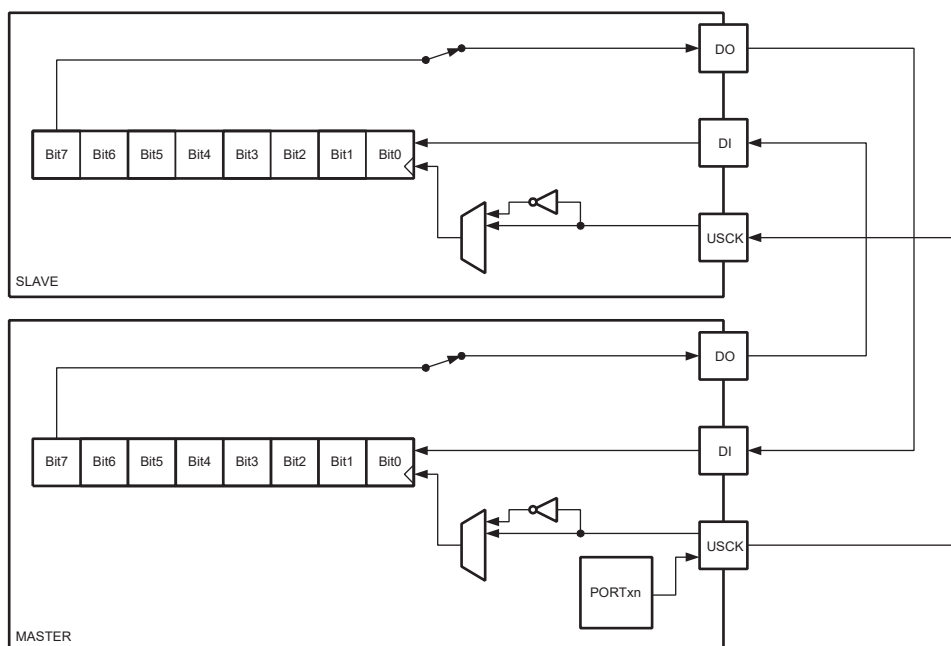 DO
Bit7 Bit6 Bit5 Bit4 Bit3 Bit2 Bit1 Bit0
DI
USCK
SLAVE
DO
Bit7 Bit6 Bit5 Bit4 Bit3 Bit2 Bit1 Bit0
DI
USCK
PORTxn
MASTER